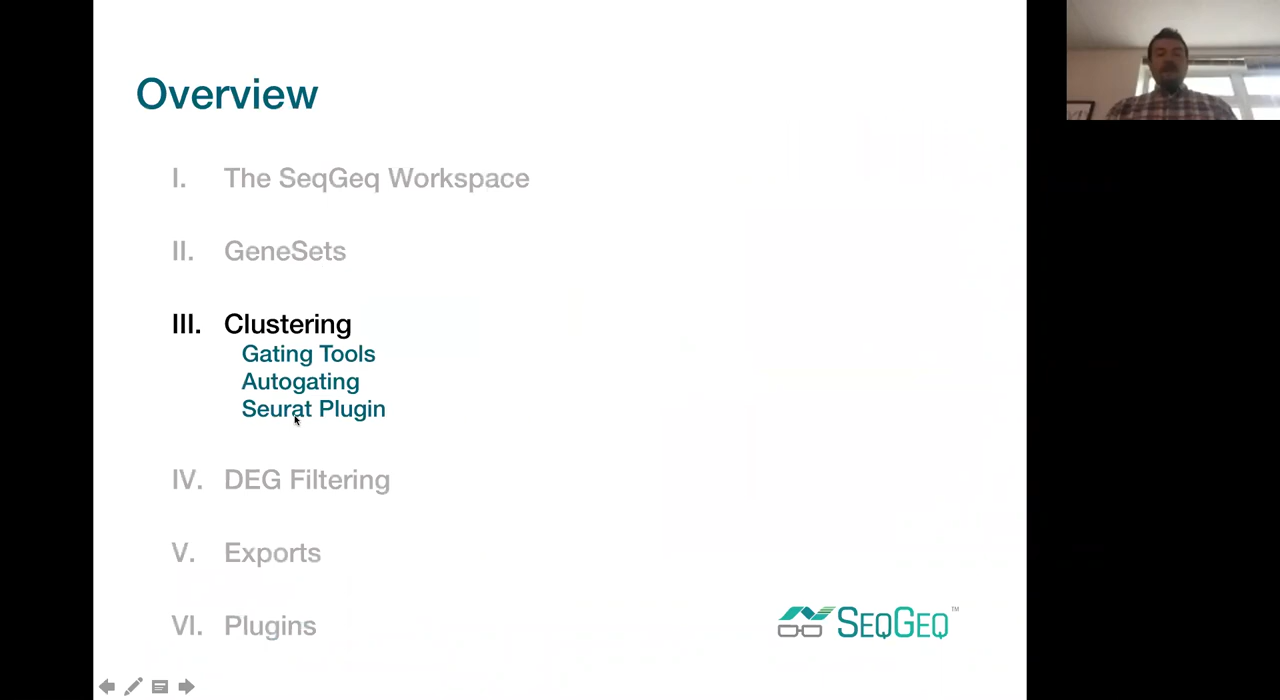 Overview
I. The SeqGeq Workspace
II. GeneSets
III. Clustering
Gating Tools
Autogating
Seurat Plugin
IV. DEG Filtering
V. Exports
VI. Plugins
SEQGEQ™